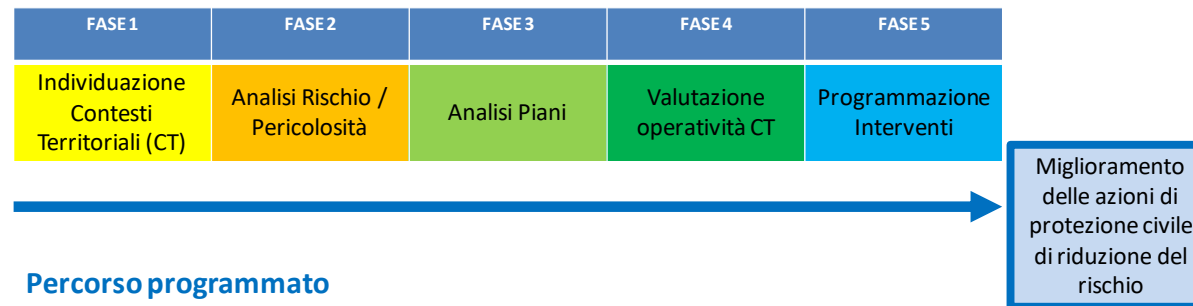 FASE 1
FASE 2
FASE 3
FASE 4
FASE 5
Individuazione
Contesti
Territoriali (CT)
Analisi Rischio /
Pericolosità
Analisi Piani
Valutazione
operatività CT
Programmazione
Interventi
Miglioramento
delle azioni di
protezione civile
di riduzione del
rischio
Percorso programmato